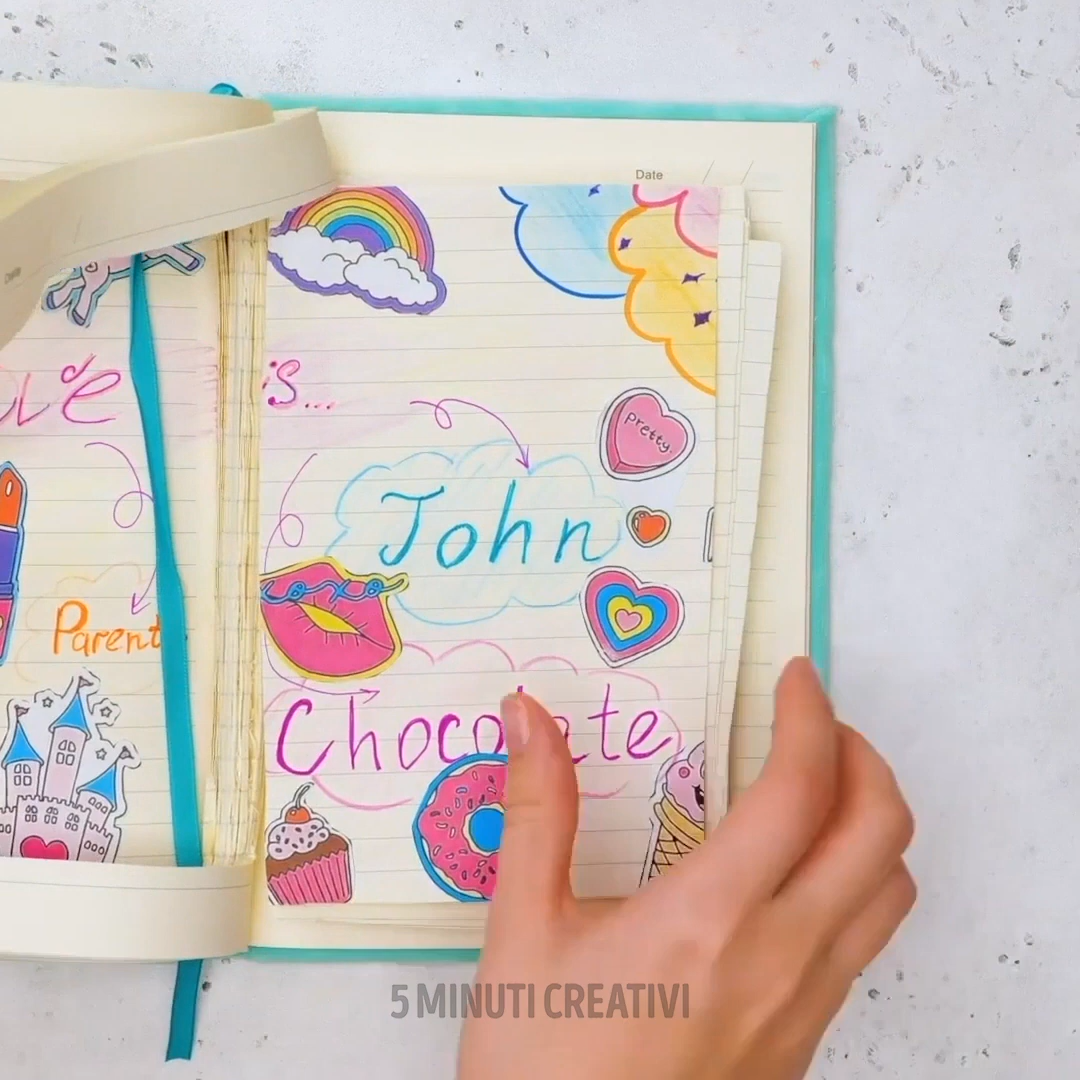 Date / /
is...
pretty
John
xoxo
Parent
Chocolate
5 MINUTI CREATIVI